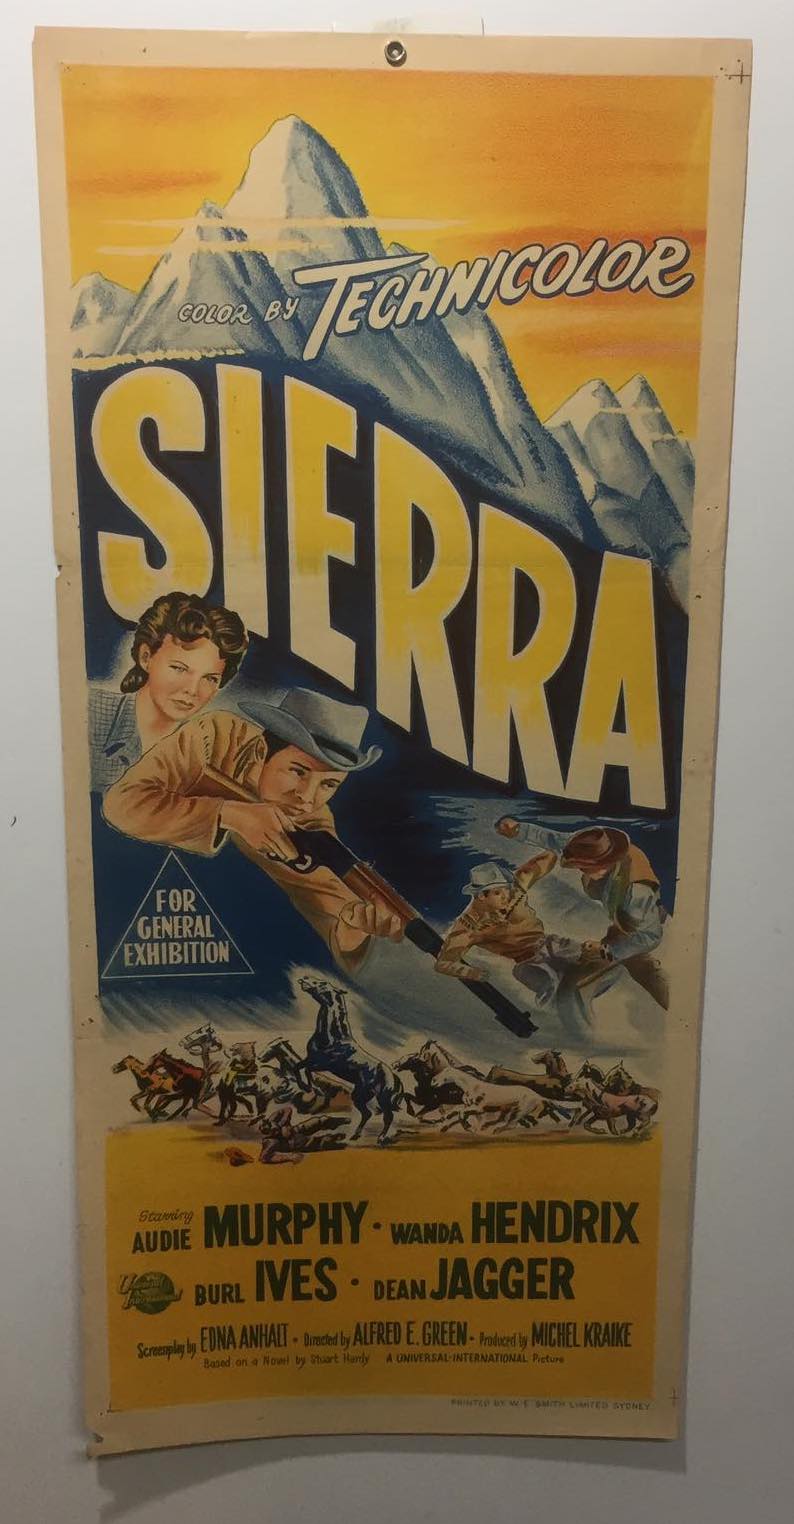 COLOR BY TECHNICOLOR
SIERRA
FOR
GENERAL
EXHIBITION
Starring
AUDIE MURPHY · WANDA HENDRIX
Universal International
BURL IVES · DEAN JAGGER
Screenplay by EDNA ANHALT · Directed by ALFRED E. GREEN · Produced by MICHEL KRAIKE
Based on a Novel by Stuart Hardy A UNIVERSAL-INTERNATIONAL Picture
PRINTED BY W. E. SMITH LIMITED SYDNEY